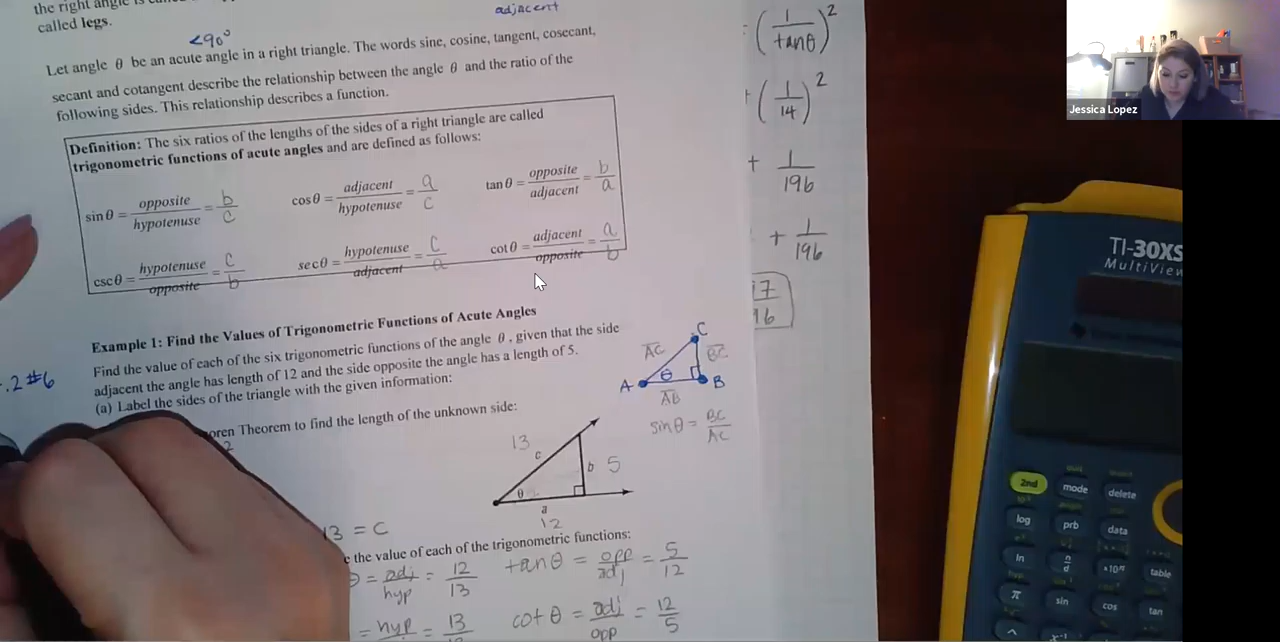 the right angle is
called legs.
adjacent
<90°
Let angle θ be an acute angle in a right triangle. The words sine, cosine, tangent, cosecant,
secant and cotangent describe the relationship between the angle θ and the ratio of the
following sides. This relationship describes a function.
Definition: The six ratios of the lengths of the sides of a right triangle are called
trigonometric functions of acute angles and are defined as follows:
sin θ = opposite/hypotenuse = b/c
cos θ = adjacent/hypotenuse = a/c
tan θ = opposite/adjacent = b/a
csc θ = hypotenuse/opposite = c/b
sec θ = hypotenuse/adjacent = c/a
cot θ = adjacent/opposite = a/b
Example 1: Find the Values of Trigonometric Functions of Acute Angles
Find the value of each of the six trigonometric functions of the angle θ, given that the side
adjacent the angle has length of 12 and the side opposite the angle has a length of 5.
(a) Label the sides of the triangle with the given information:
.2 #6
oren Theorem to find the length of the unknown side:
2
C
AC
BC
θ
A
B
AB
sin θ = BC/AC
13
c
b
5
θ
a
12
13 = C
the value of each of the trigonometric functions:
θ = adj/hyp = 12/13
tan θ = opp/adj = 5/12
= hyp = 13
cot θ = adj/opp = 12/5
= (1/tanθ)²
+ (1/14)²
+ 1/196
+ 1/196
17
96
Jessica Lopez
TI-30XS
MultiView
2nd
mode
delete
log
prb
data
ln
n/d
×10ⁿ
table
π
sin
cos
tan
^
x⁻¹